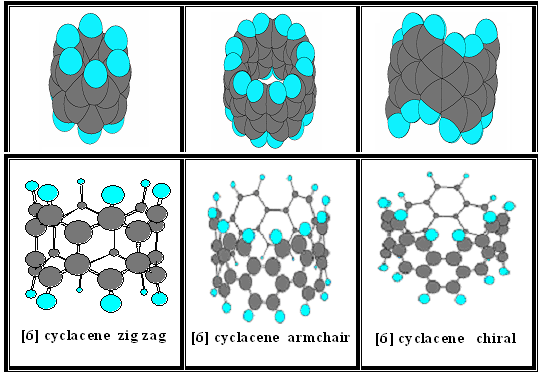 [6] cyclacene zig zag
[6] cyclacene armchair
[6] cyclacene chiral